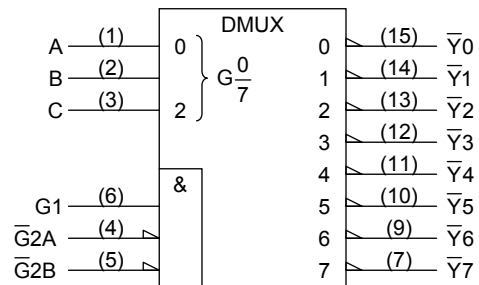 DMUX
A (1) 0 0 (15) Y̅0
B (2) G 0/7 1 (14) Y̅1
C (3) 2 2 (13) Y̅2
3 (12) Y̅3
4 (11) Y̅4
&
G1 (6) 5 (10) Y̅5
G̅2A (4) 6 (9) Y̅6
G̅2B (5) 7 (7) Y̅7